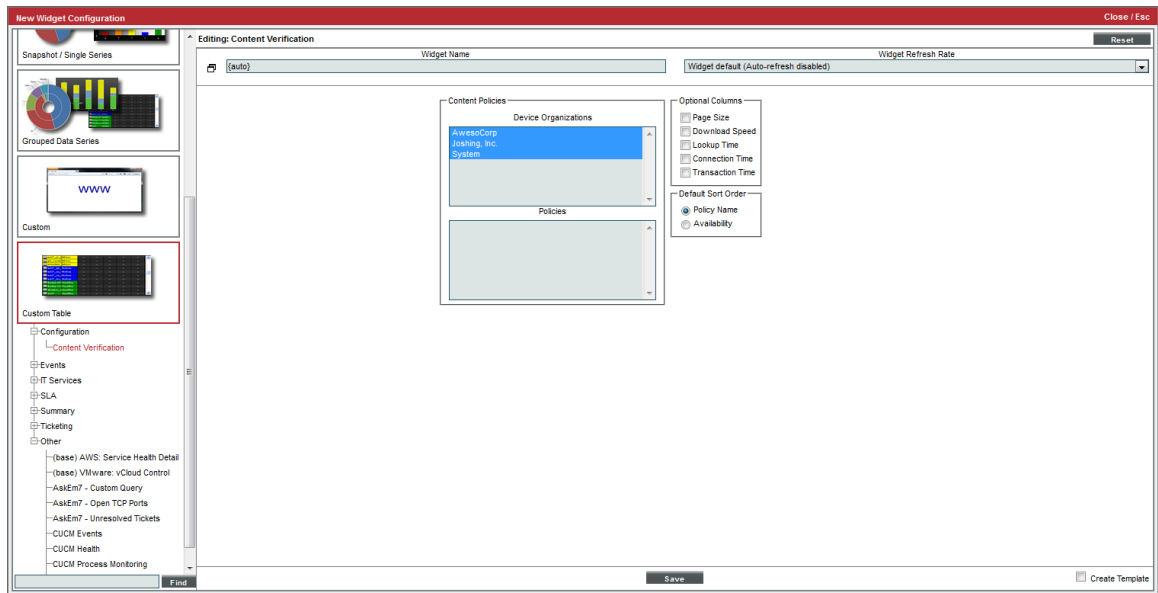 New Widget Configuration
Close / Esc
Snapshot / Single Series
Grouped Data Series
WWW
Custom
Custom Table
Configuration
Content Verification
Events
IT Services
SLA
Summary
Ticketing
Other
(base) AWS: Service Health Detail
(base) VMware: vCloud Control
AskEm7 - Custom Query
AskEm7 - Open TCP Ports
AskEm7 - Unresolved Tickets
CUCM Events
CUCM Health
CUCM Process Monitoring
Find
Editing: Content Verification
Reset
Widget Name
Widget Refresh Rate
{auto}
Widget default (Auto-refresh disabled)
Content Policies
Device Organizations
AwesoCorp
Joshing, Inc.
System
Policies
Optional Columns
Page Size
Download Speed
Lookup Time
Connection Time
Transaction Time
Default Sort Order
Policy Name
Availability
Save
Create Template